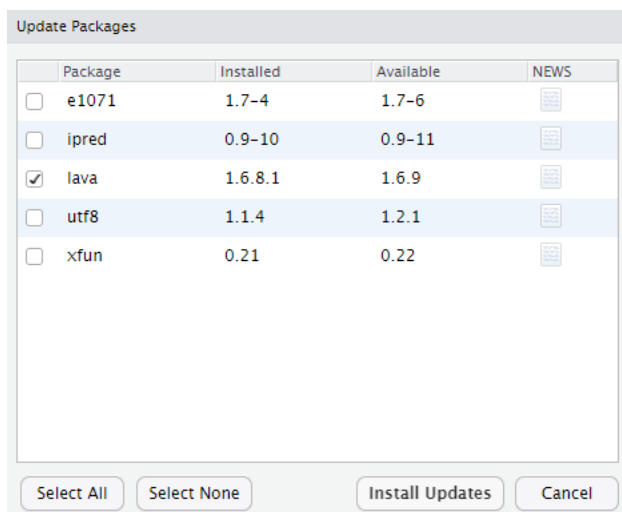 Update Packages
Package Installed Available NEWS
e1071 1.7-4 1.7-6
ipred 0.9-10 0.9-11
lava 1.6.8.1 1.6.9
utf8 1.1.4 1.2.1
xfun 0.21 0.22
Select All Select None Install Updates Cancel